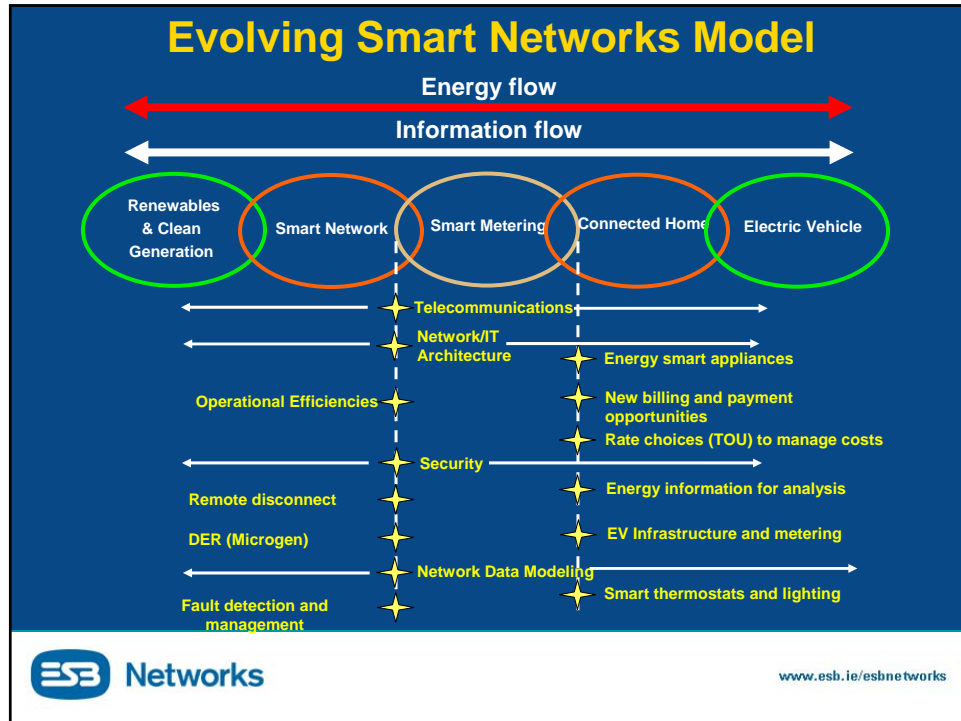 Evolving Smart Networks Model
Energy flow
Information flow
Renewables
& Clean
Generation
Smart Network
Smart Metering
Connected Home
Electric Vehicle
Telecommunications
Network/IT
Architecture
Energy smart appliances
Operational Efficiencies
New billing and payment
opportunities
Rate choices (TOU) to manage costs
Security
Remote disconnect
Energy information for analysis
DER (Microgen)
EV Infrastructure and metering
Network Data Modeling
Fault detection and
management
Smart thermostats and lighting
ESB Networks
www.esb.ie/esbnetworks